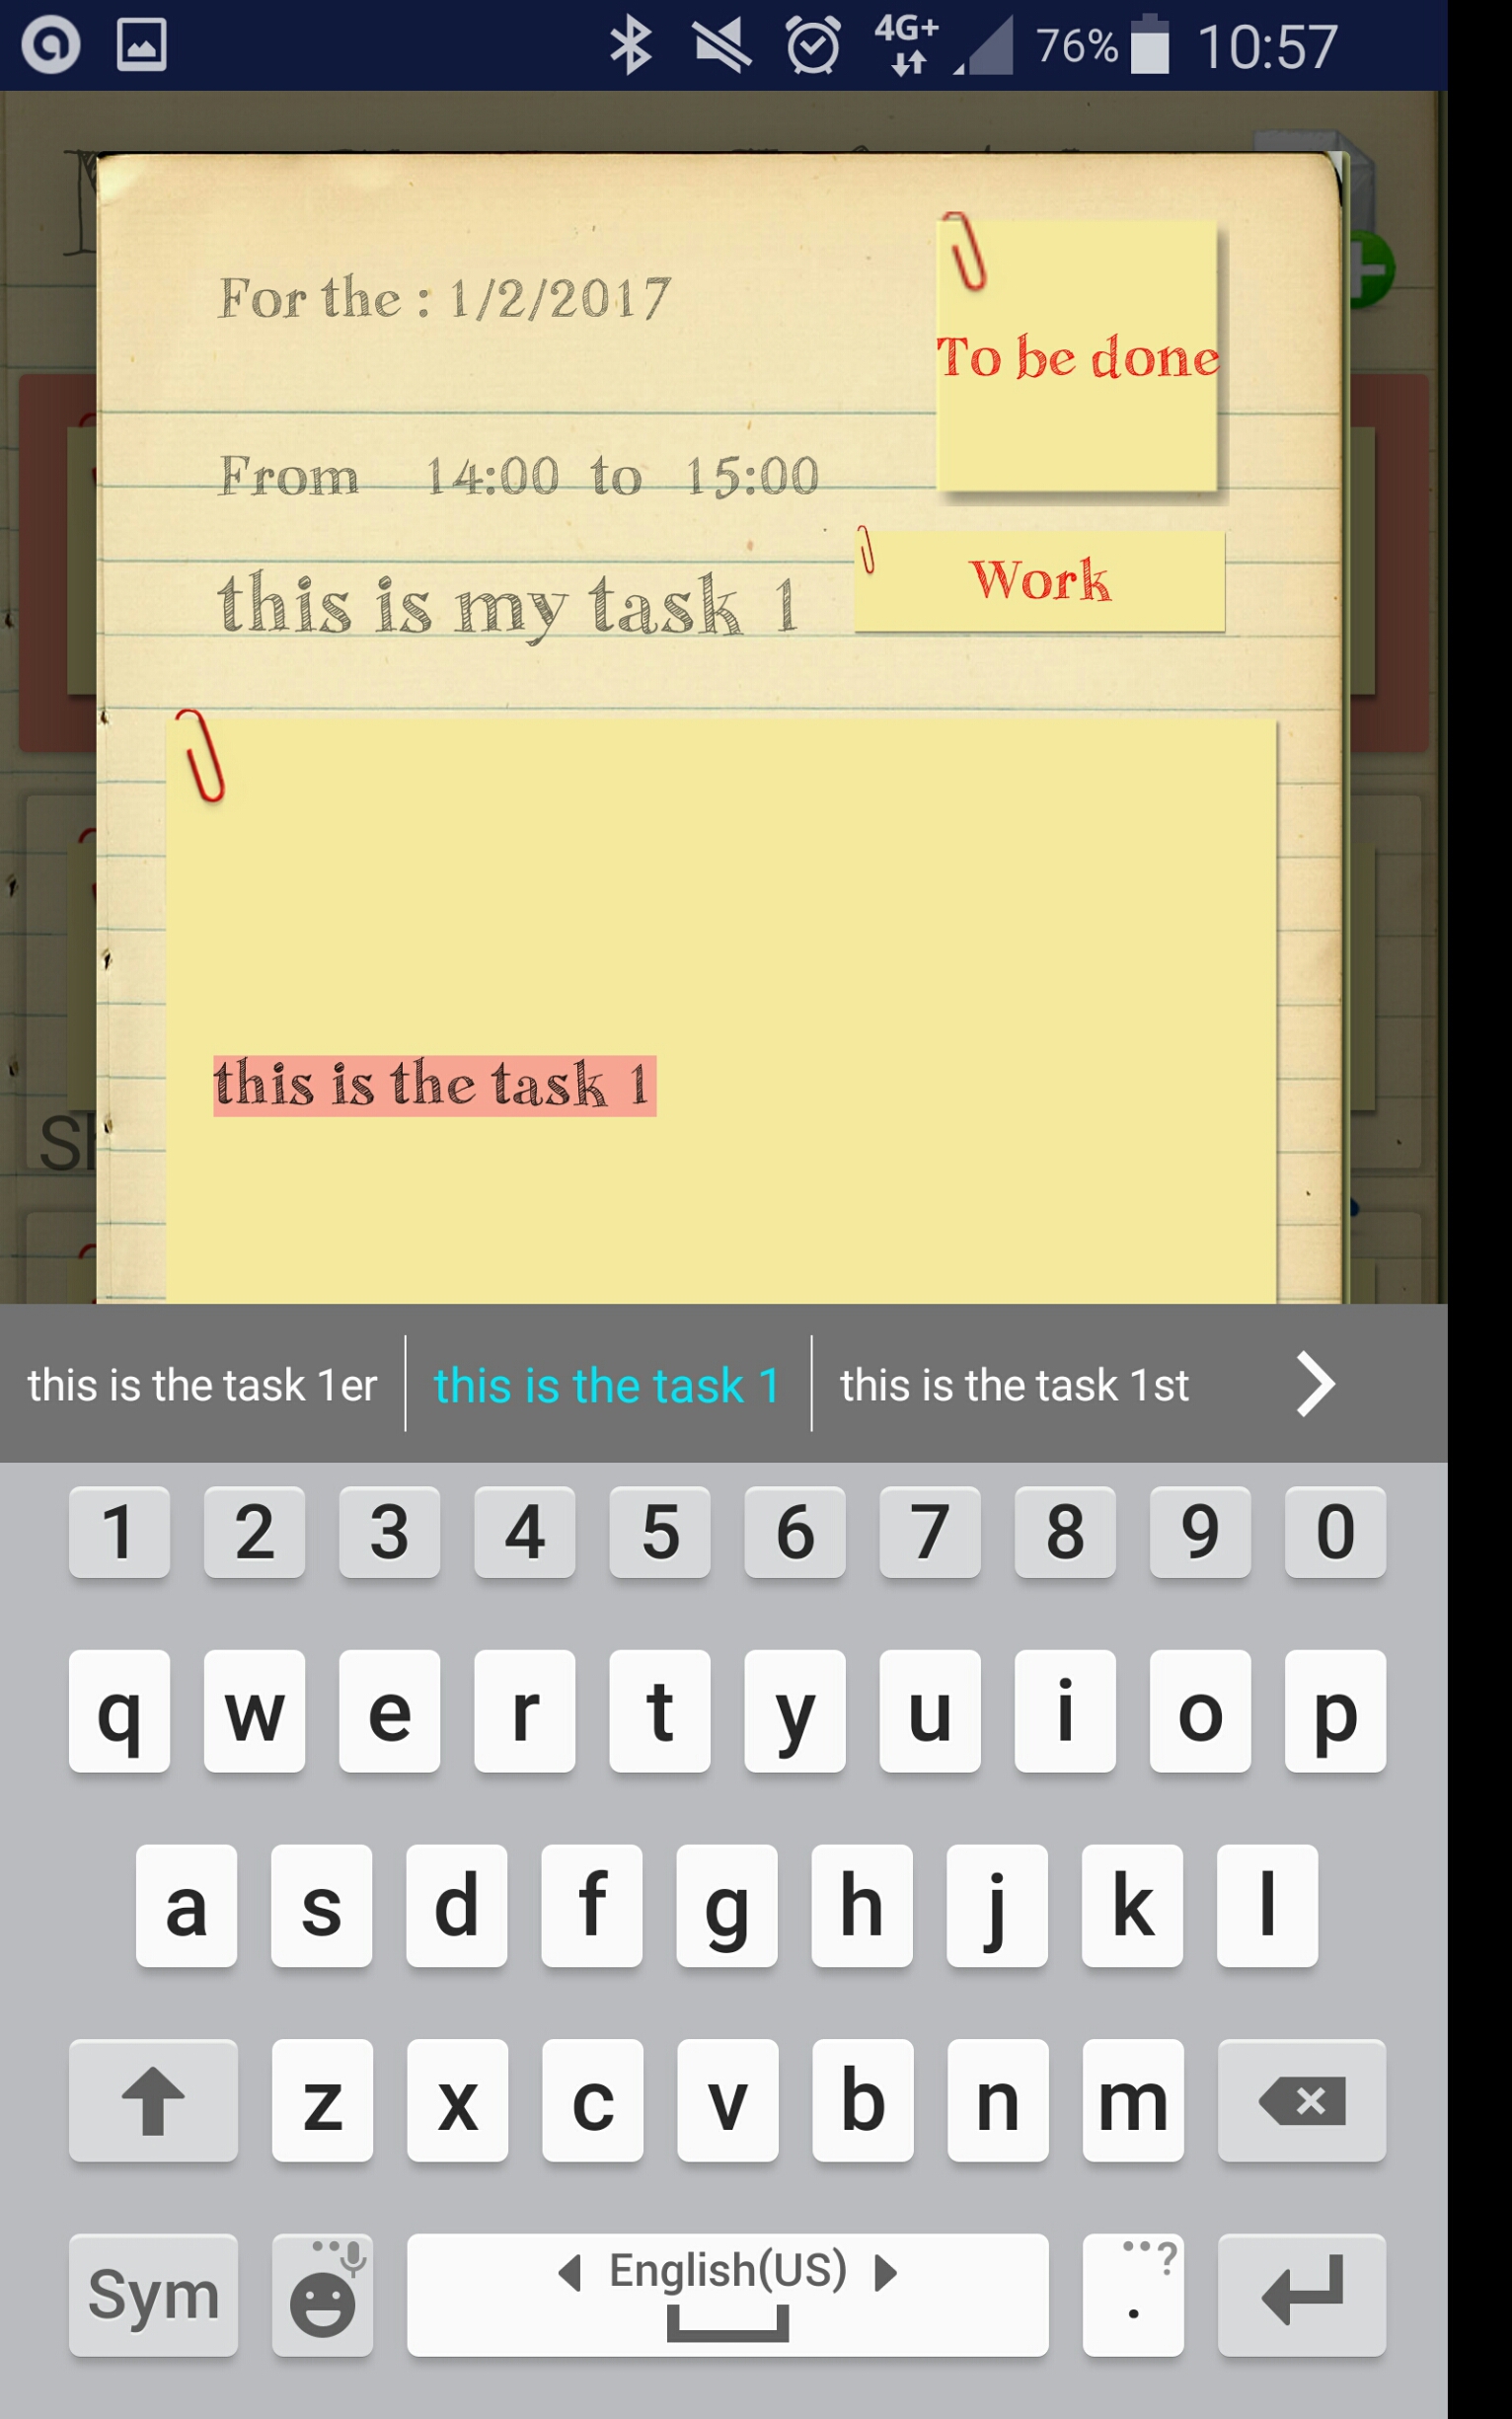 4G+ 76% 10:57
For the : 1/2/2017
To be done
From 14:00 to 15:00
Work
this is my task 1
this is the task 1
this is the task 1er this is the task 1 this is the task 1st
1 2 3 4 5 6 7 8 9 0
q w e r t y u i o p
a s d f g h j k l
z x c v b n m
Sym English(US) . ?